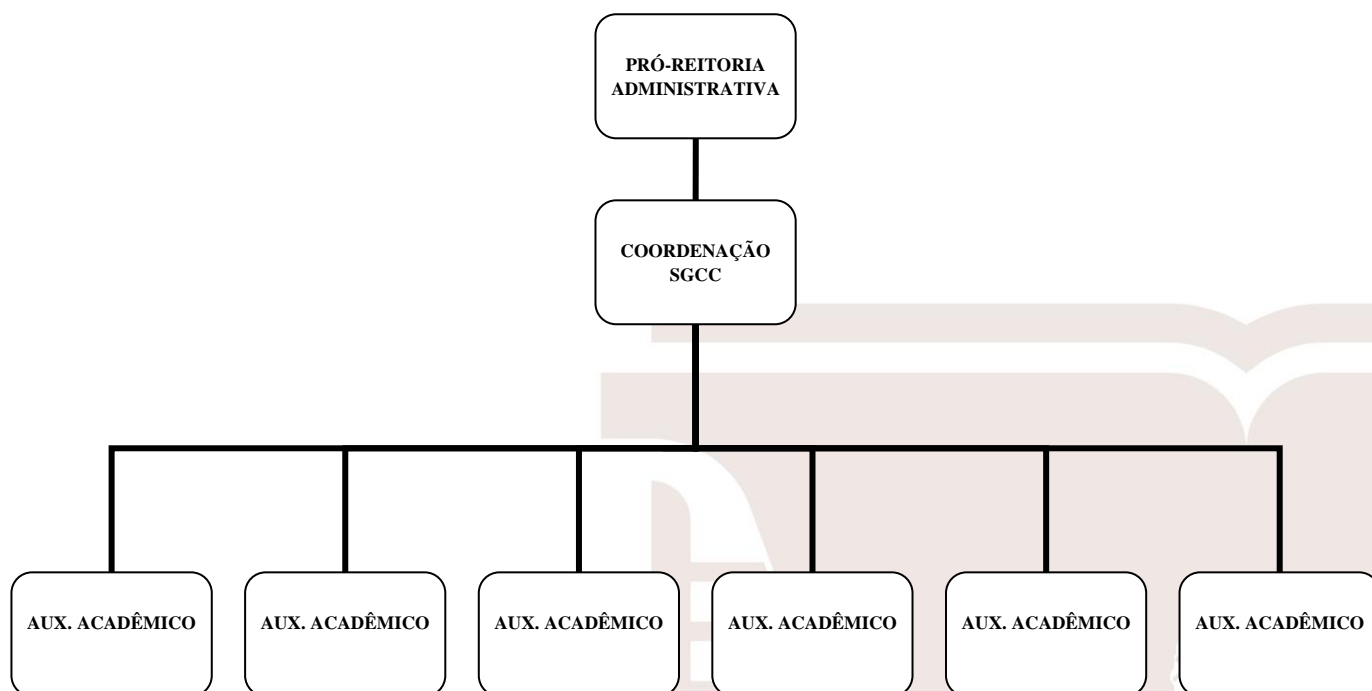 PRÓ-REITORIA
ADMINISTRATIVA
COORDENAÇÃO
SGCC
AUX. ACADÊMICO
AUX. ACADÊMICO
AUX. ACADÊMICO
AUX. ACADÊMICO
AUX. ACADÊMICO
AUX. ACADÊMICO